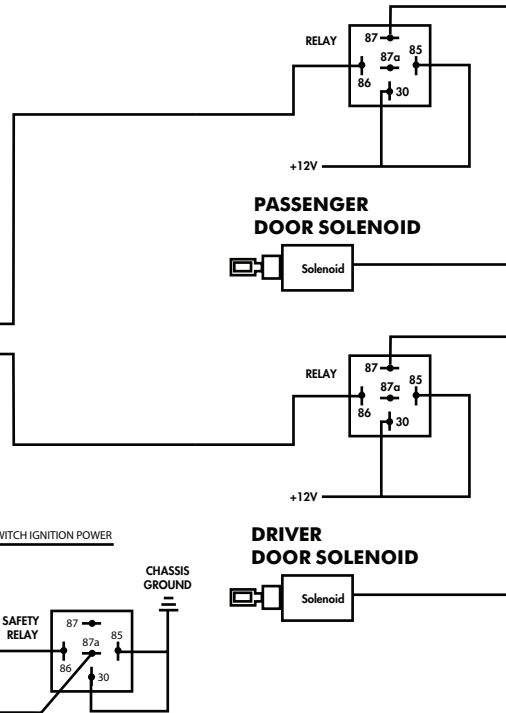 RELAY
87
85
87a
86
30
+12V
PASSENGER
DOOR SOLENOID
Solenoid
RELAY
87
85
87a
86
30
+12V
DRIVER
DOOR SOLENOID
Solenoid
WITCH IGNITION POWER
CHASSIS
GROUND
SAFETY
RELAY
87
85
87a
86
30